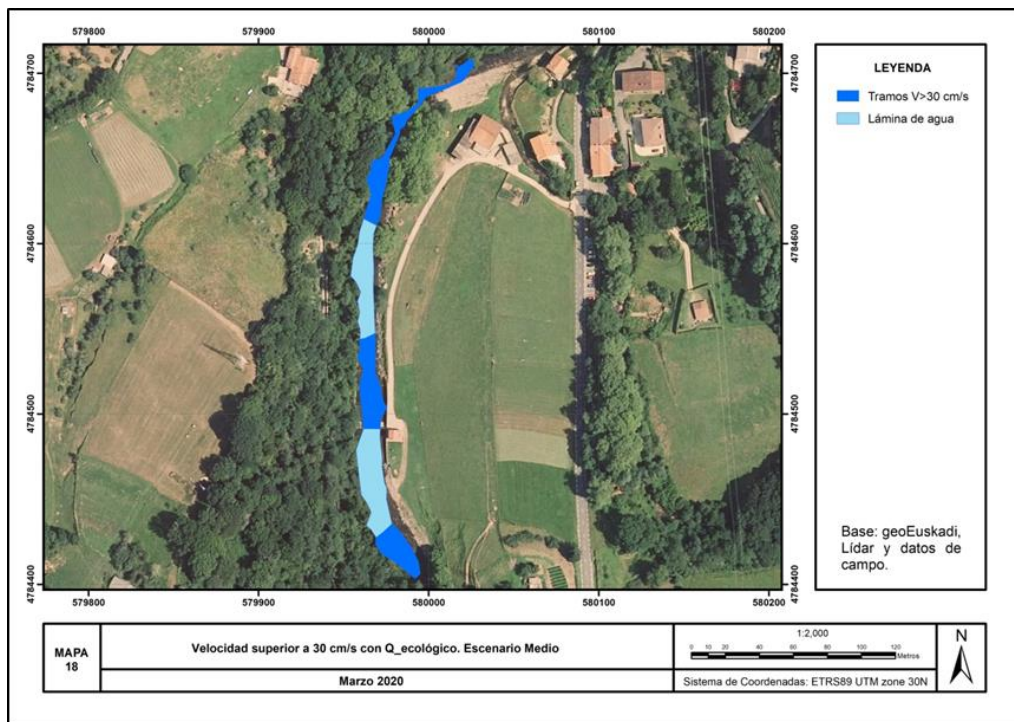 579800 579900 580000 580100 580200
4784700 4784700
4784600 4784600
4784500 4784500
4784400 4784400
579800 579900 580000 580100 580200
LEYENDA
Tramos V>30 cm/s
Lámina de agua
Base: geoEuskadi,
Lídar y datos de
campo.
MAPA
18
Velocidad superior a 30 cm/s con Q_ecológico. Escenario Medio
Marzo 2020
1:2,000
0 10 20 40 60 80 100 120
Metros
Sistema de Coordenadas: ETRS89 UTM zone 30N
N